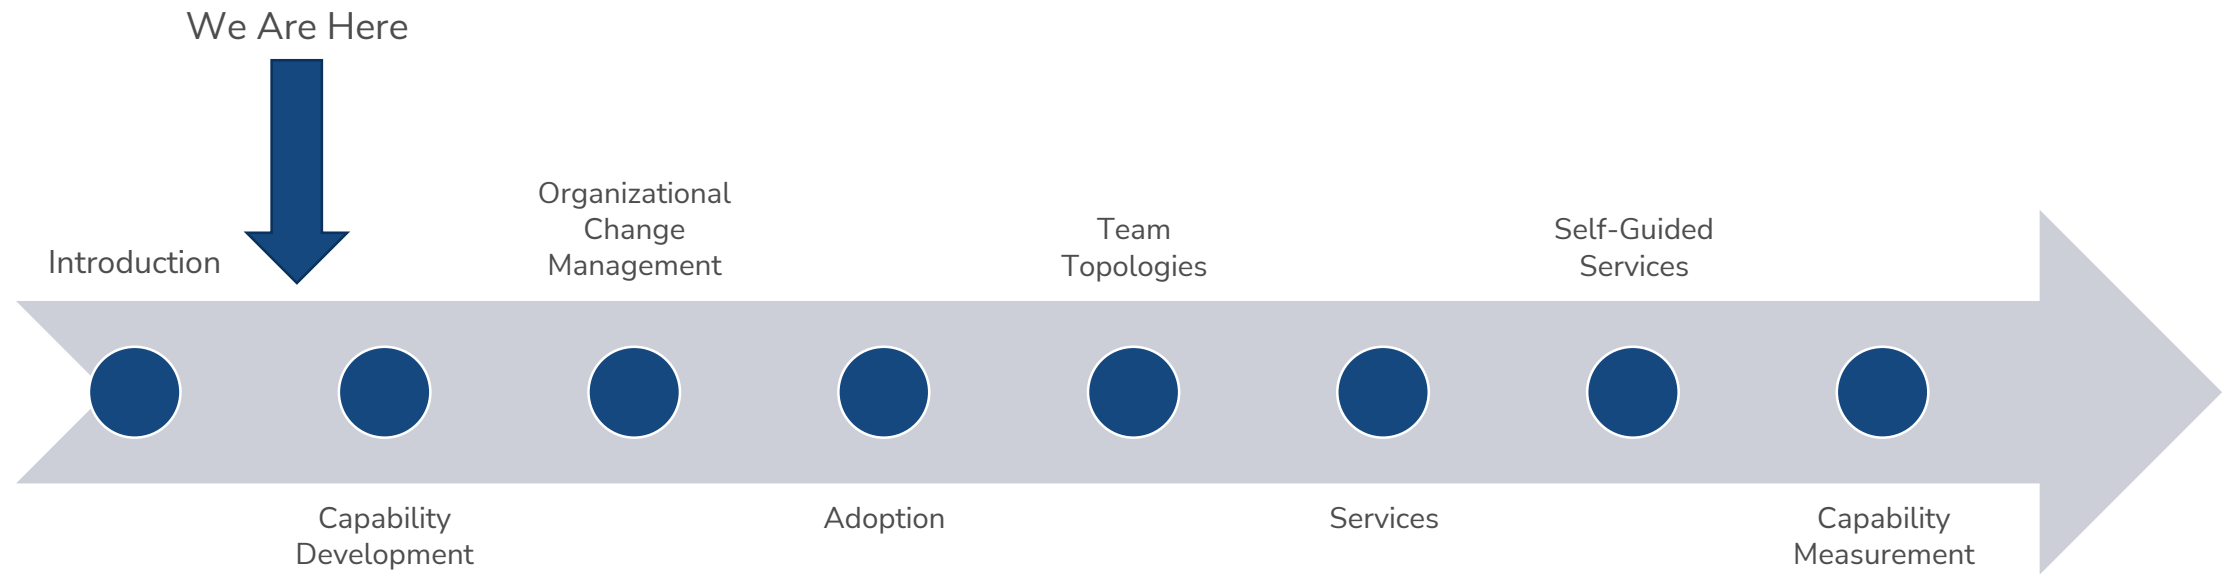 We Are Here
Introduction
Organizational
Change
Management
Team
Topologies
Self-Guided
Services
Capability
Development
Adoption
Services
Capability
Measurement